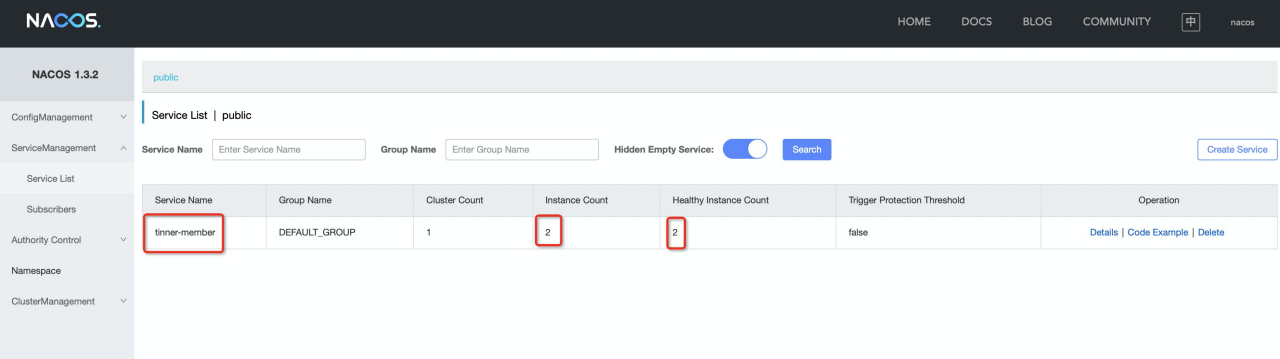 NACOS. HOME DOCS BLOG COMMUNITY 中 nacos
NACOS 1.3.2
public
Service List | public
ConfigManagement
ServiceManagement
Service List
Subscribers
Authority Control
Namespace
ClusterManagement
Service Name Enter Service Name Group Name Enter Group Name Hidden Empty Service: Search Create Service
Service Name Group Name Cluster Count Instance Count Healthy Instance Count Trigger Protection Threshold Operation
tinner-member DEFAULT_GROUP 1 2 2 false Details | Code Example | Delete